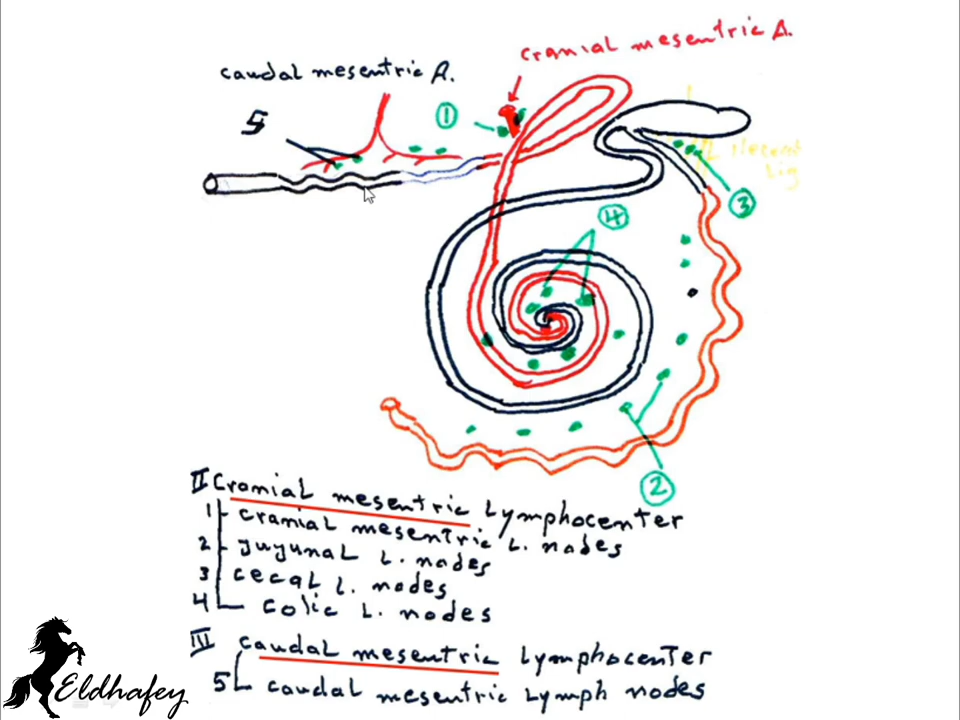 cranial mesentric A.
caudal mesentric A.
5
1
3
4
2
II Cranial mesentric Lymphocenter
1 cranial mesentric L. nodes
2 yuyunal L. nodes
3 cecal L. nodes
4 colic L. nodes
III caudal mesentric Lymphocenter
5 caudal mesentric Lymph nodes
Eldhafey